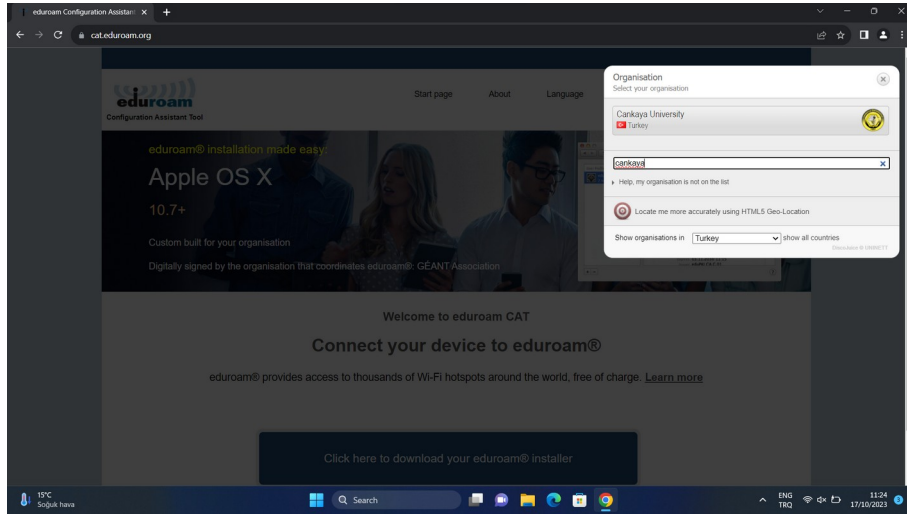 eduroam Configuration Assistant
cat.eduroam.org
eduroam
Configuration Assistant Tool
Start page About Language
eduroam® installation made easy:
Apple OS X
10.7+
Custom built for your organisation
Digitally signed by the organisation that coordinates eduroam®: GÉANT Association
Welcome to eduroam CAT
Connect your device to eduroam®
eduroam® provides access to thousands of Wi-Fi hotspots around the world, free of charge. Learn more
Click here to download your eduroam® installer
Organisation
Select your organisation
Cankaya University
Turkey
cankaya
Help, my organisation is not on the list
Locate me more accurately using HTML5 Geo-Location
Show organisations in Turkey show all countries
DiscoJuice © UNINETT
15°C
Soğuk hava
Search
ENG
TRQ
11:24
17/10/2023
3